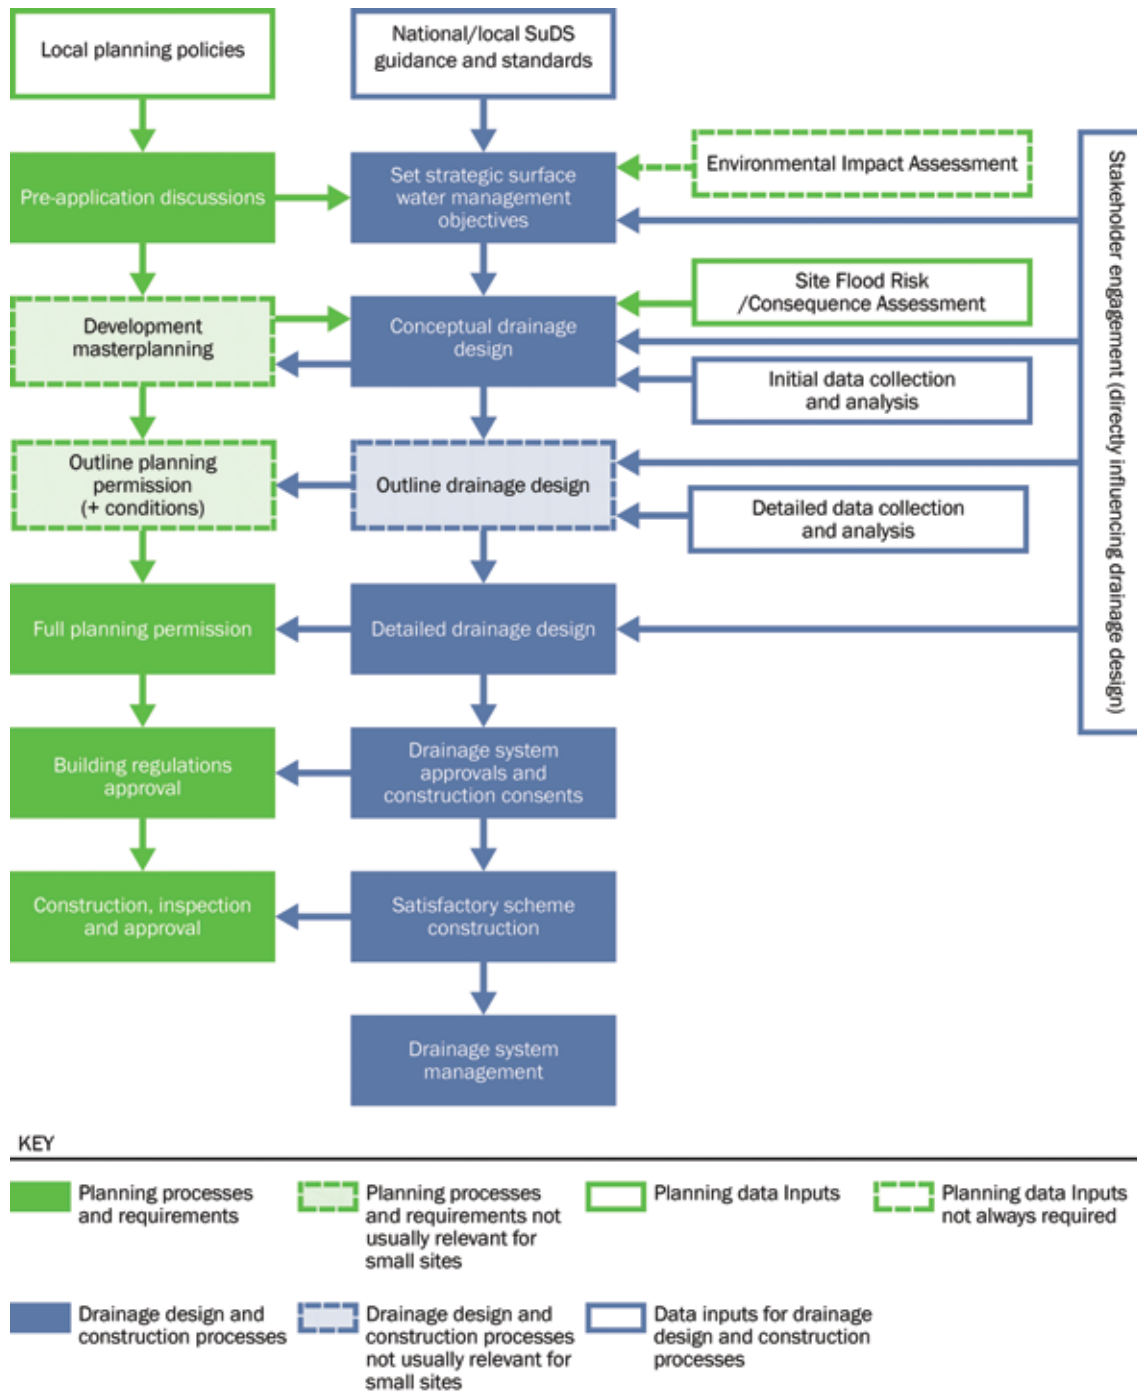 Local planning policies
National/local SuDS
guidance and standards
Environmental Impact Assessment
Stakeholder engagement (directly influencing drainage design)
Pre-application discussions
Set strategic surface
water management
objectives
Site Flood Risk
/Consequence Assessment
Development
masterplanning
Conceptual drainage
design
Initial data collection
and analysis
Outline planning
permission
(+ conditions)
Outline drainage design
Detailed data collection
and analysis
Full planning permission
Detailed drainage design
Building regulations
approval
Drainage system
approvals and
construction consents
Construction, inspection
and approval
Satisfactory scheme
construction
Drainage system
management
KEY
Planning processes
and requirements
Planning processes
and requirements not
usually relevant for
small sites
Planning data Inputs
Planning data Inputs
not always required
Drainage design and
construction processes
Drainage design and
construction processes
not usually relevant for
small sites
Data inputs for drainage
design and construction
processes